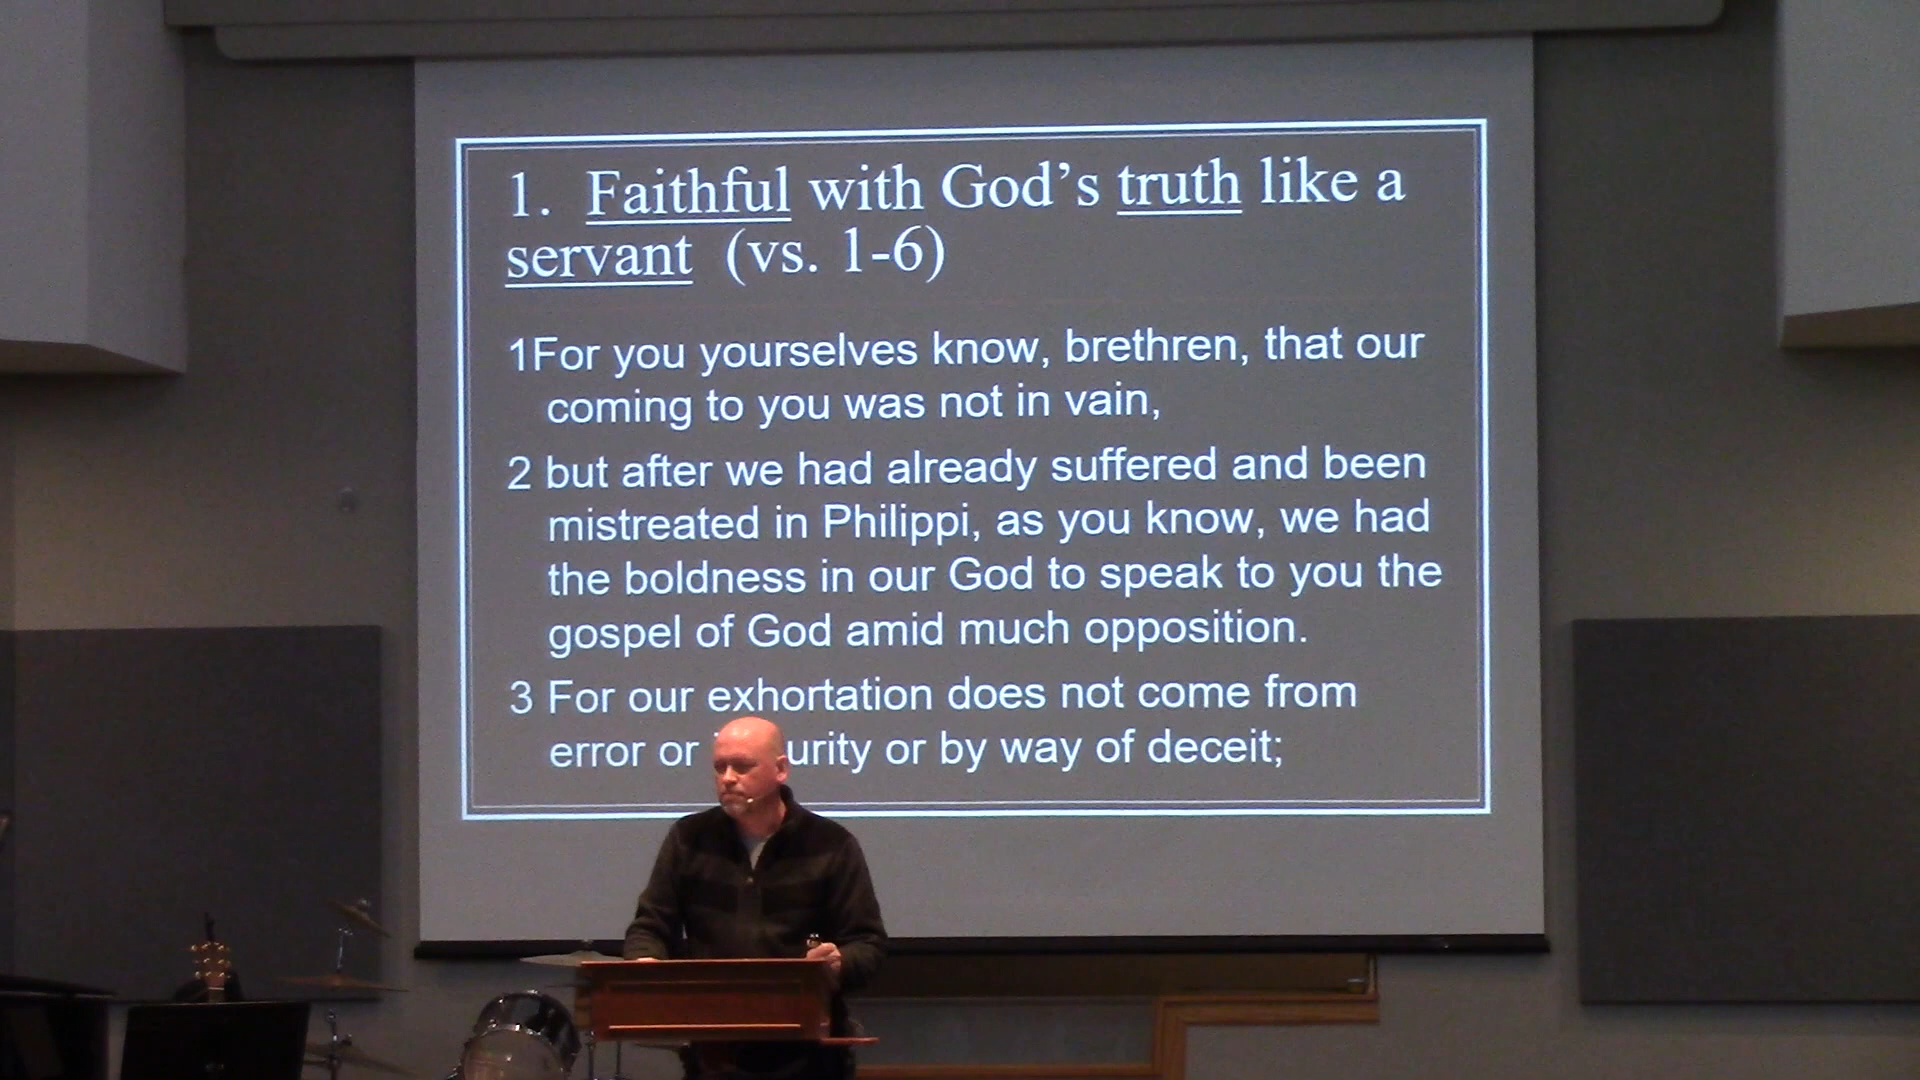 1. Faithful with God's truth like a
servant (vs. 1-6)
1For you yourselves know, brethren, that our
coming to you was not in vain,
2 but after we had already suffered and been
mistreated in Philippi, as you know, we had
the boldness in our God to speak to you the
gospel of God amid much opposition.
3 For our exhortation does not come from
error or urity or by way of deceit;